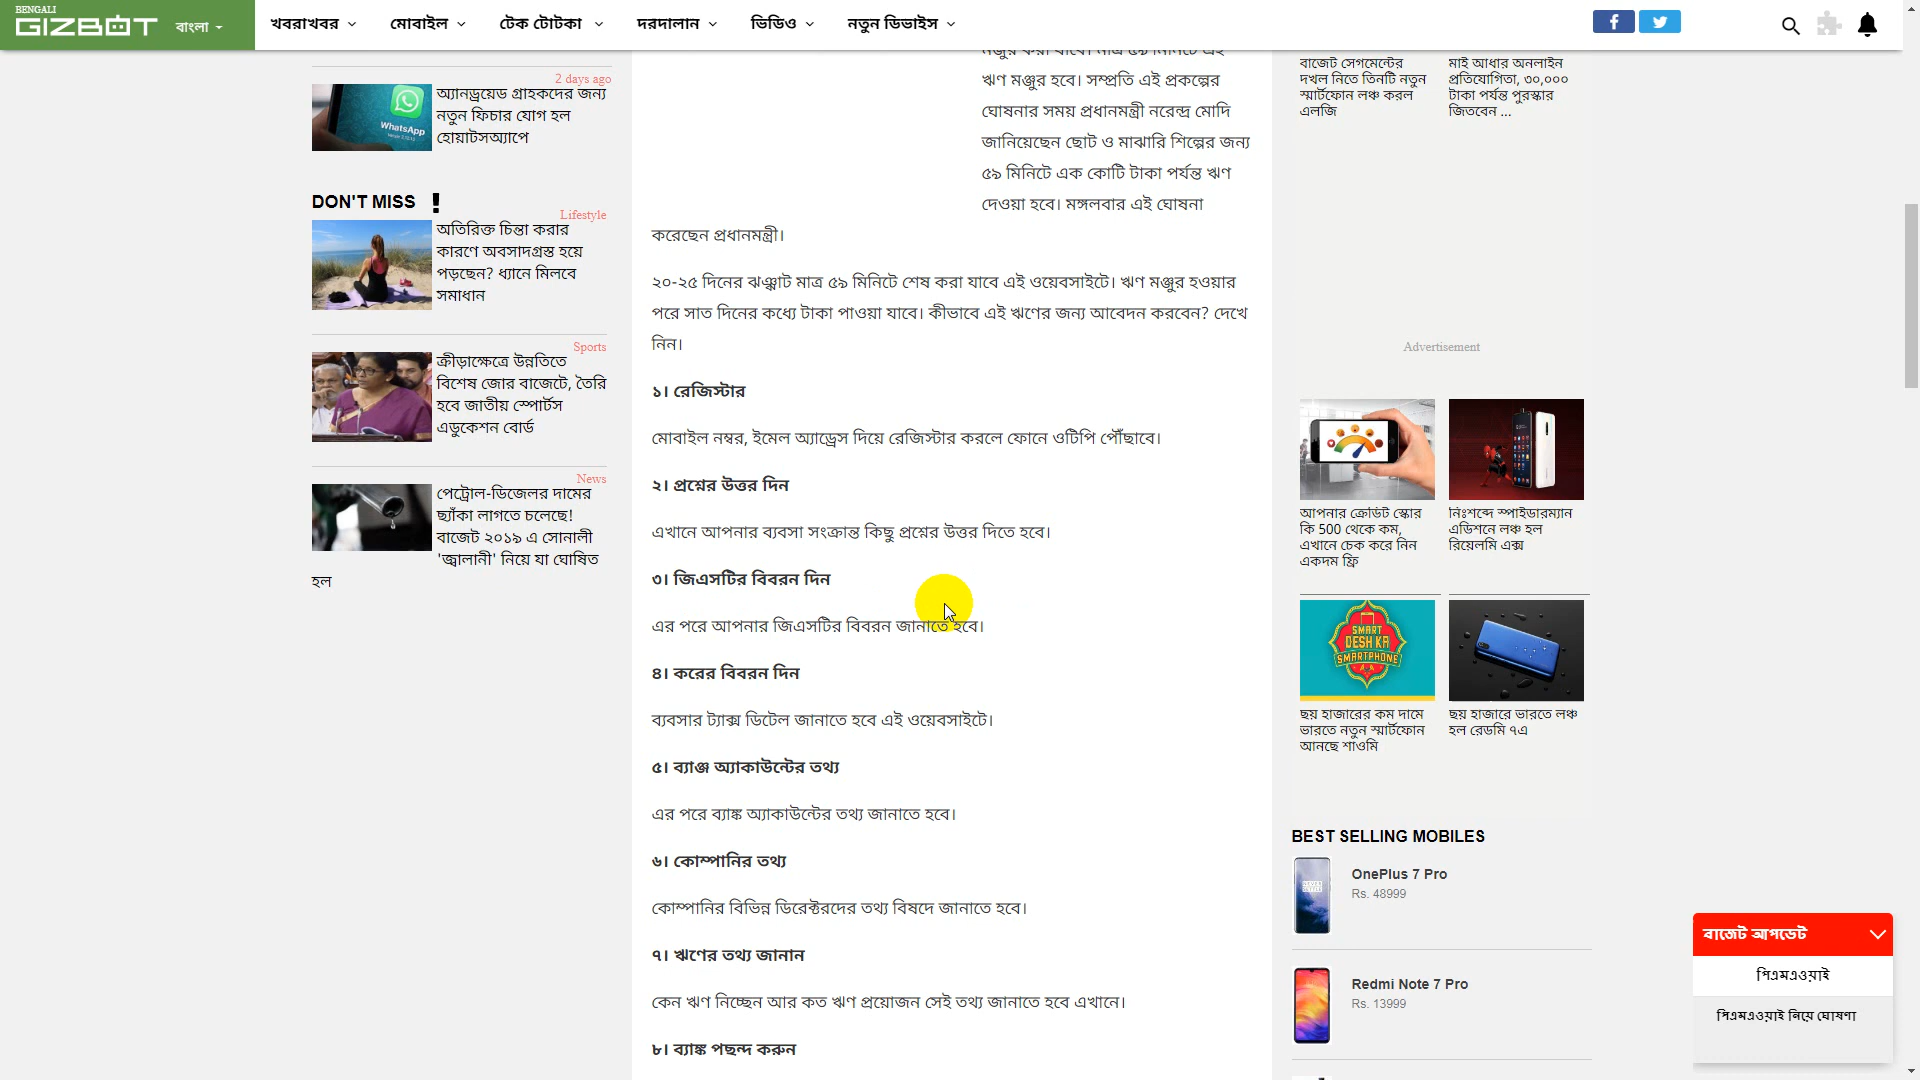 BENGALI
GIZBOT
বাংলা
খবরাখবর
মোবাইল
টেক টোটকা
দরদালান
ভিডিও
নতুন ডিভাইস
2 days ago
অ্যানড্রয়েড গ্রাহকদের জন্য
নতুন ফিচার যোগ হল
হোয়াটসঅ্যাপে
WhatsApp
DON'T MISS
Lifestyle
অতিরিক্ত চিন্তা করার
কারণে অবসাদগ্রস্ত হয়ে
পড়ছেন? ধ্যানে মিলবে
সমাধান
Sports
ক্রীড়াক্ষেত্রে উন্নতিতে
বিশেষ জোর বাজেটে, তৈরি
হবে জাতীয় স্পোর্টস
এডুকেশন বোর্ড
News
পেট্রোল-ডিজেলর দামের
ছ্যাঁকা লাগতে চলেছে!
বাজেট ২০১৯ এ সোনালী
'জ্বালানী' নিয়ে যা ঘোষিত
হল
মঞ্জুর করা যাবে। মাত্র ৫৯ মিনিটে এই
ঋণ মঞ্জুর হবে। সম্প্রতি এই প্রকল্পের
ঘোষনার সময় প্রধানমন্ত্রী নরেন্দ্র মোদি
জানিয়েছেন ছোট ও মাঝারি শিল্পের জন্য
৫৯ মিনিটে এক কোটি টাকা পর্যন্ত ঋণ
দেওয়া হবে। মঙ্গলবার এই ঘোষনা
করেছেন প্রধানমন্ত্রী।
২০-২৫ দিনের ঝঞ্ঝাট মাত্র ৫৯ মিনিটে শেষ করা যাবে এই ওয়েবসাইটে। ঋণ মঞ্জুর হওয়ার
পরে সাত দিনের কধ্যে টাকা পাওয়া যাবে। কীভাবে এই ঋণের জন্য আবেদন করবেন? দেখে
নিন।
১। রেজিস্টার
মোবাইল নম্বর, ইমেল অ্যাড্রেস দিয়ে রেজিস্টার করলে ফোনে ওটিপি পৌঁছাবে।
২। প্রশ্নের উত্তর দিন
এখানে আপনার ব্যবসা সংক্রান্ত কিছু প্রশ্নের উত্তর দিতে হবে।
৩। জিএসটির বিবরন দিন
এর পরে আপনার জিএসটির বিবরন জানাতে হবে।
৪। করের বিবরন দিন
ব্যবসার ট্যাক্স ডিটেল জানাতে হবে এই ওয়েবসাইটে।
৫। ব্যাঞ্জ অ্যাকাউন্টের তথ্য
এর পরে ব্যাঙ্ক অ্যাকাউন্টের তথ্য জানাতে হবে।
৬। কোম্পানির তথ্য
কোম্পানির বিভিন্ন ডিরেক্টরদের তথ্য বিষদে জানাতে হবে।
৭। ঋণের তথ্য জানান
কেন ঋণ নিচ্ছেন আর কত ঋণ প্রয়োজন সেই তথ্য জানাতে হবে এখানে।
৮। ব্যাঙ্ক পছন্দ করুন
বাজেট সেগমেন্টের
দখল নিতে তিনটি নতুন
স্মার্টফোন লঞ্চ করল
এলজি
মাই আধার অনলাইন
প্রতিযোগিতা, ৩০,০০০
টাকা পর্যন্ত পুরস্কার
জিতবেন ...
Advertisement
আপনার ক্রেডিট স্কোর
কি 500 থেকে কম,
এখানে চেক করে নিন
একদম ফ্রি
নিঃশব্দে স্পাইডারম্যান
এডিশনে লঞ্চ হল
রিয়েলমি এক্স
SMART
DESH KA
SMARTPHONE
ছয় হাজারের কম দামে
ভারতে নতুন স্মার্টফোন
আনছে শাওমি
ছয় হাজারে ভারতে লঞ্চ
হল রেডমি ৭এ
BEST SELLING MOBILES
OnePlus 7 Pro
Rs. 48999
Redmi Note 7 Pro
Rs. 13999
বাজেট আপডেট
পিএমএওয়াই
পিএমএওয়াই নিয়ে ঘোষণা